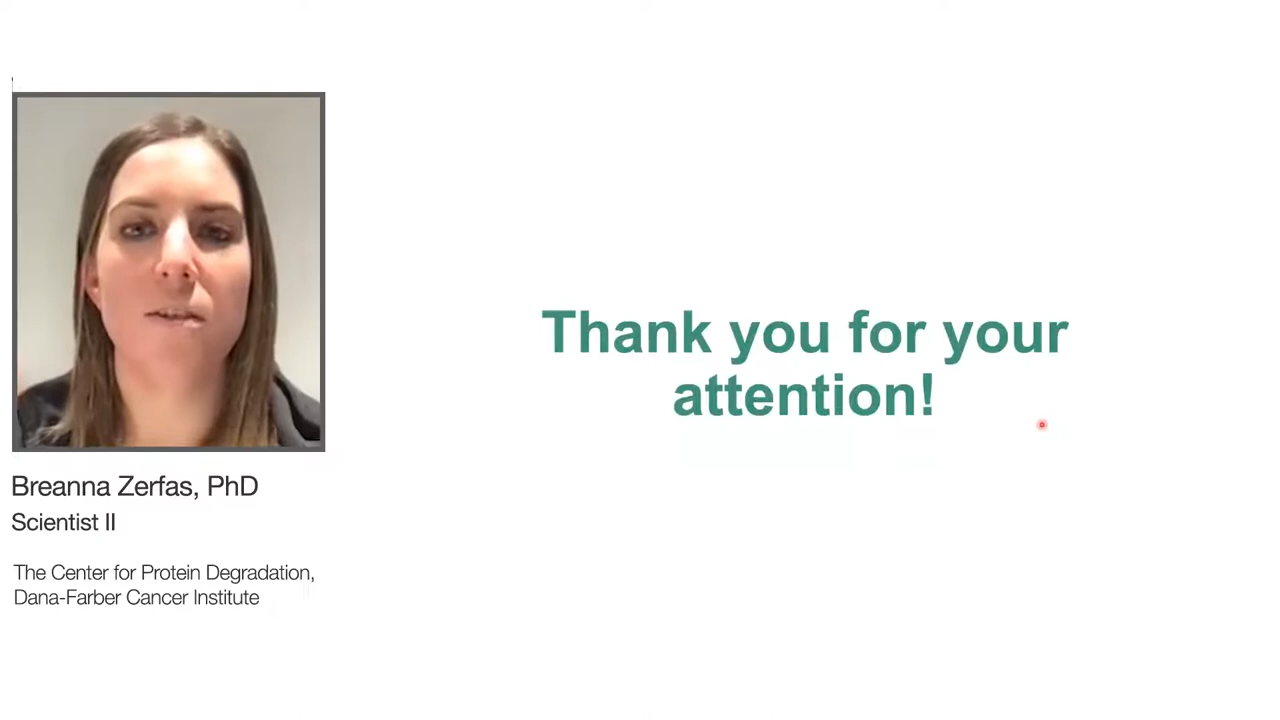 Breanna Zerfas, PhD
Scientist II
The Center for Protein Degradation,
Dana-Farber Cancer Institute
Thank you for your
attention!